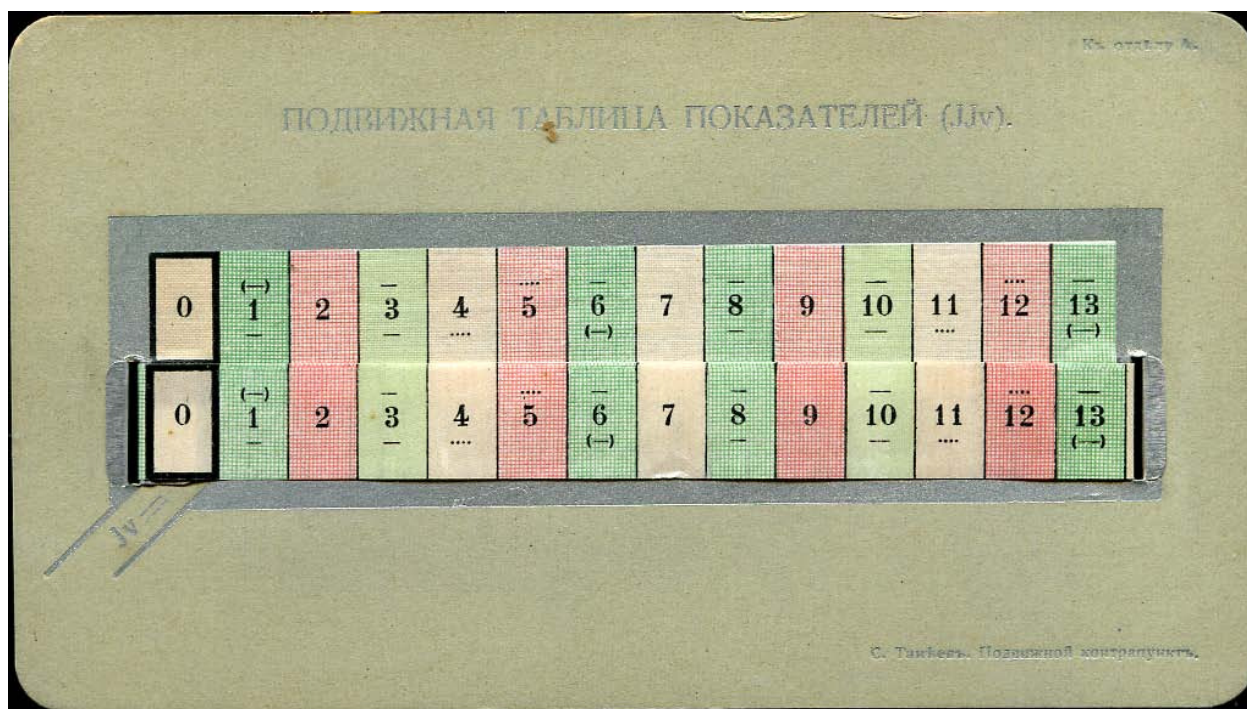 Къ отдѣлу А.
ПОДВИЖНАЯ ТАБЛИЦА ПОКАЗАТЕЛЕЙ (JJv).
(—) — — .... — — — .... —
0 1 2 3 4 5 6 7 8 9 10 11 12 13
— — .... (—) — — .... (—)
(—) — .... — — — .... —
0 1 2 3 4 5 6 7 8 9 10 11 12 13
— — .... (—) — — .... (—)
Jv =
С. Танѣевъ. Подвижной контрапунктъ.